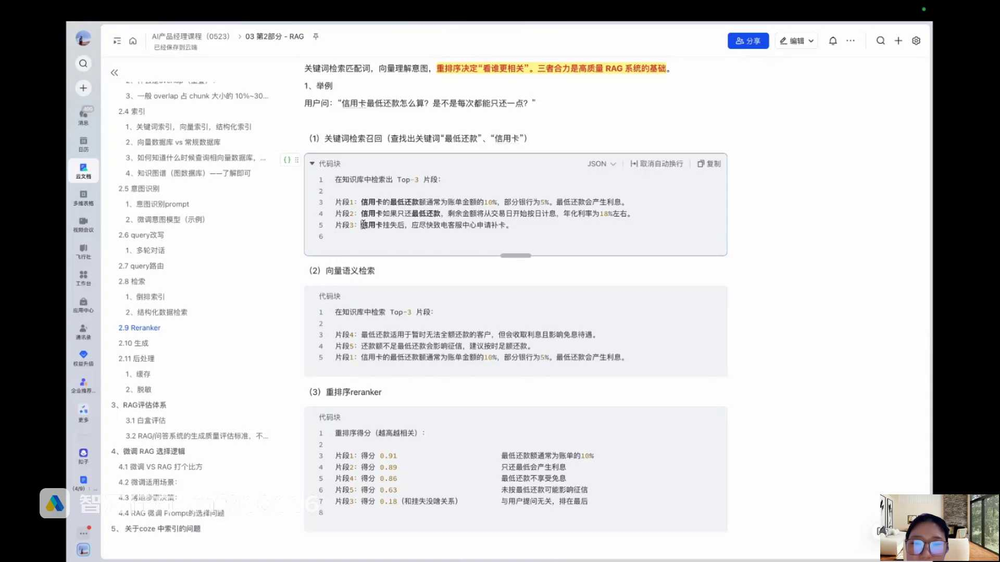 AI产品经理课程（0523） > 03 第2部分 - RAG
已经保存到云端
分享
编辑
499
消息
日历
云文档
多维表格
视频会议
飞行社
工作台
应用中心
通讯录
权益升级
企业推荐...
更多
扣子
(4/9)
3、一般 overlap 占 chunk 大小的 10%~30...
2.4 索引
1、关键词索引，向量索引，结构化索引
2、向量数据库 vs 常规数据库
3、如何知道什么时候查询相向量数据库，...
4、知识图谱（图数据库）——了解即可
2.5 意图识别
1、意图识别prompt
2、微调意图模型（示例）
2.6 query改写
1、多轮对话
2.7 query路由
2.8 检索
1、倒排索引
2、结构化数据检索
2.9 Reranker
2.10 生成
2.11 后处理
1、缓存
2、脱敏
3、RAG评估体系
3.1 白盒评估
3.2 RAG/问答系统的生成质量评估标准，不...
4、微调 RAG 选择逻辑
4.1 微调 VS RAG 打个比方
4.2 微调适用场景：
4.4 RAG 微调 Prompt的选择问题
5、 关于coze 中索引的问题
关键词检索匹配词，向量理解意图，重排序决定“看谁更相关”。三者合力是高质量 RAG 系统的基础。
1、举例
用户问：“信用卡最低还款怎么算？是不是每次都能只还一点？”
（1）关键词检索召回（查找出关键词“最低还款”、“信用卡”）
代码块
JSON
取消自动换行
复制
1 在知识库中检索出 Top-3 片段：
2
3 片段1：信用卡的最低还款额通常为账单金额的10%，部分银行为5%。最低还款会产生利息。
4 片段2：信用卡如果只还最低还款，剩余金额将从交易日开始按日计息，年化利率为18%左右。
5 片段3：信用卡挂失后，应尽快致电客服中心申请补卡。
6
（2）向量语义检索
代码块
1 在知识库中检索 Top-3 片段：
2
3 片段4：最低还款适用于暂时无法全额还款的客户，但会收取利息且影响免息待遇。
4 片段5：还款额不足最低还款会影响征信，建议按时足额还款。
5 片段1：信用卡的最低还款额通常为账单金额的10%，部分银行为5%。最低还款会产生利息。
（3）重排序reranker
代码块
1 重排序得分（越高越相关）：
2
3 片段1：得分 0.91 最低还款额通常为账单的10%
4 片段2：得分 0.89 只还最低会产生利息
5 片段4：得分 0.86 最低还款不享受免息
6 片段5：得分 0.63 未按最低还款可能影响征信
7 片段3：得分 0.18（和挂失没啥关系） 与用户提问无关，排在最后
8